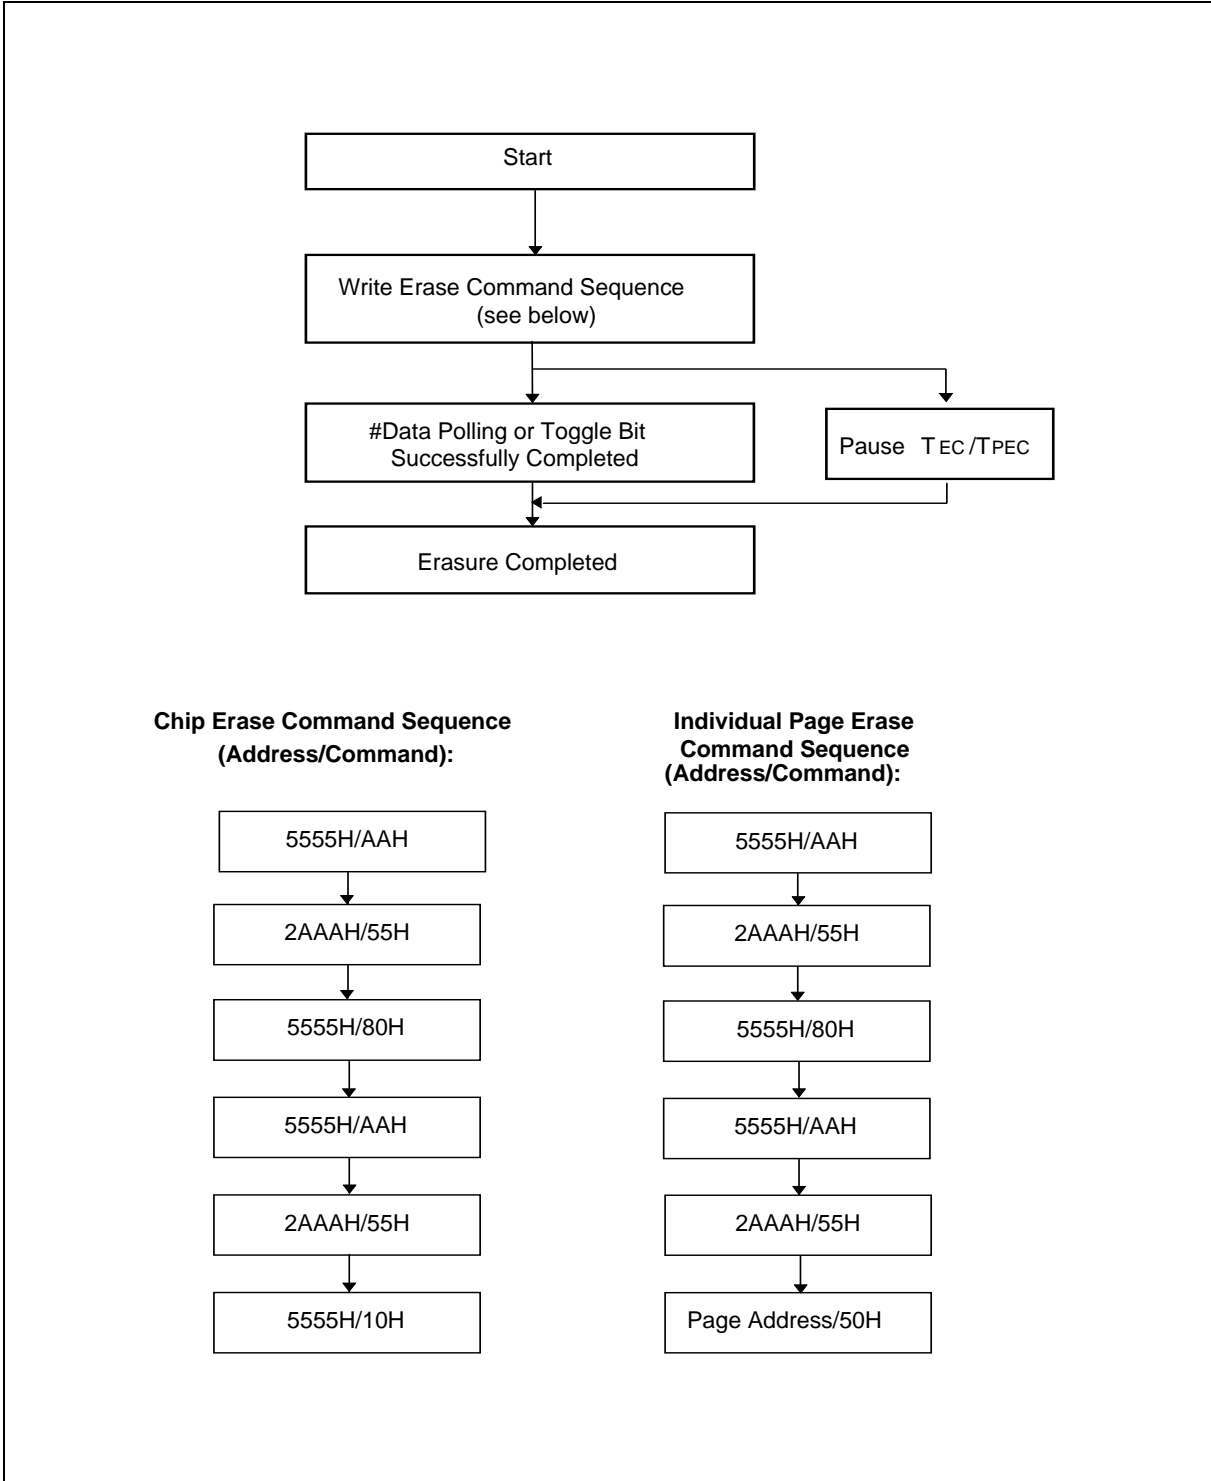 Start
Write Erase Command Sequence
(see below)
#Data Polling or Toggle Bit
Successfully Completed
Pause TEC/TPEC
Erasure Completed
Chip Erase Command Sequence
(Address/Command):
5555H/AAH
2AAAH/55H
5555H/80H
5555H/AAH
2AAAH/55H
5555H/10H
Individual Page Erase
Command Sequence
(Address/Command):
5555H/AAH
2AAAH/55H
5555H/80H
5555H/AAH
2AAAH/55H
Page Address/50H